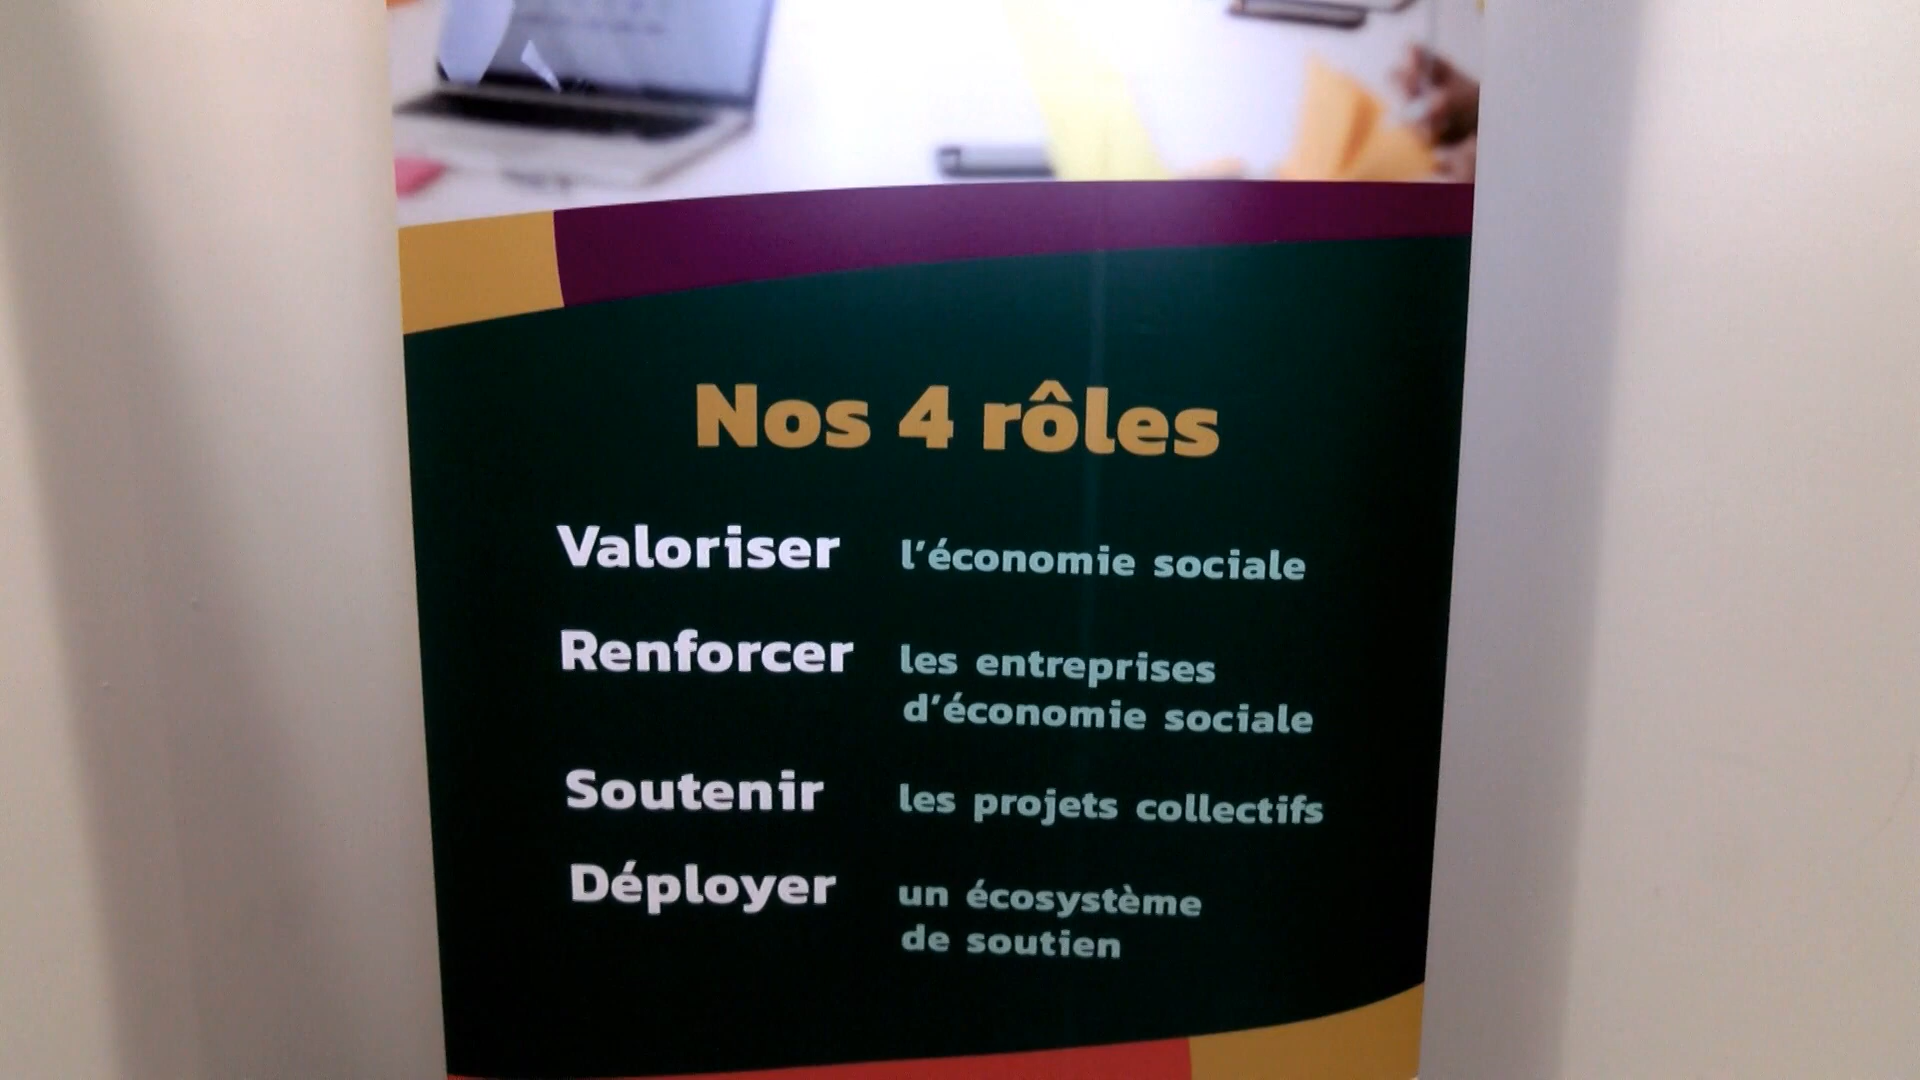 Nos 4 rôles
Valoriser l'économie sociale
Renforcer les entreprises
d'économie sociale
Soutenir les projets collectifs
Déployer un écosystème
de soutien